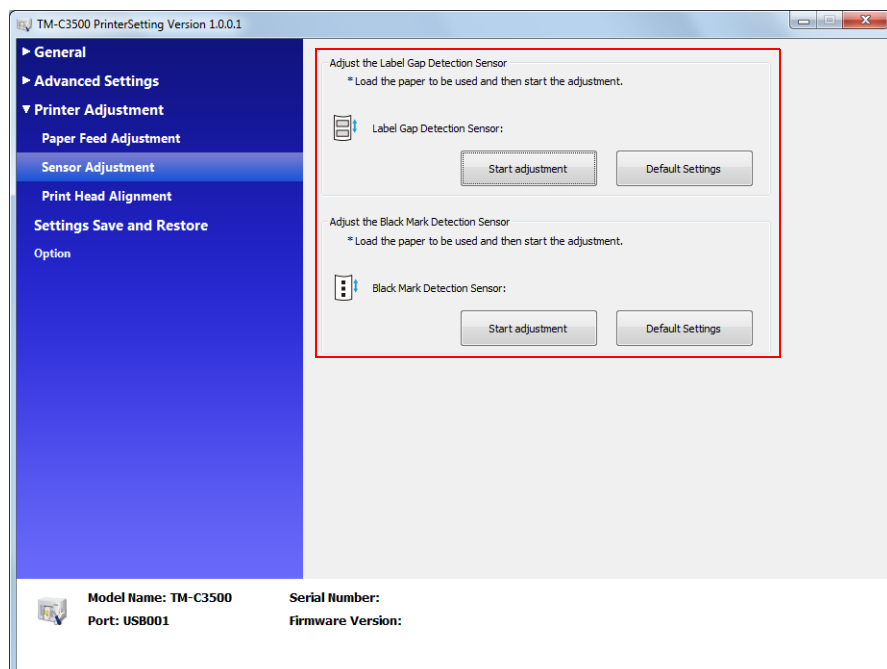 TM-C3500 PrinterSetting Version 1.0.0.1
General
Advanced Settings
Printer Adjustment
Paper Feed Adjustment
Sensor Adjustment
Print Head Alignment
Settings Save and Restore
Option
Adjust the Label Gap Detection Sensor
*Load the paper to be used and then start the adjustment.
Label Gap Detection Sensor:
Start adjustment Default Settings
Adjust the Black Mark Detection Sensor
*Load the paper to be used and then start the adjustment.
Black Mark Detection Sensor:
Start adjustment Default Settings
Model Name: TM-C3500 Serial Number:
Port: USB001 Firmware Version: